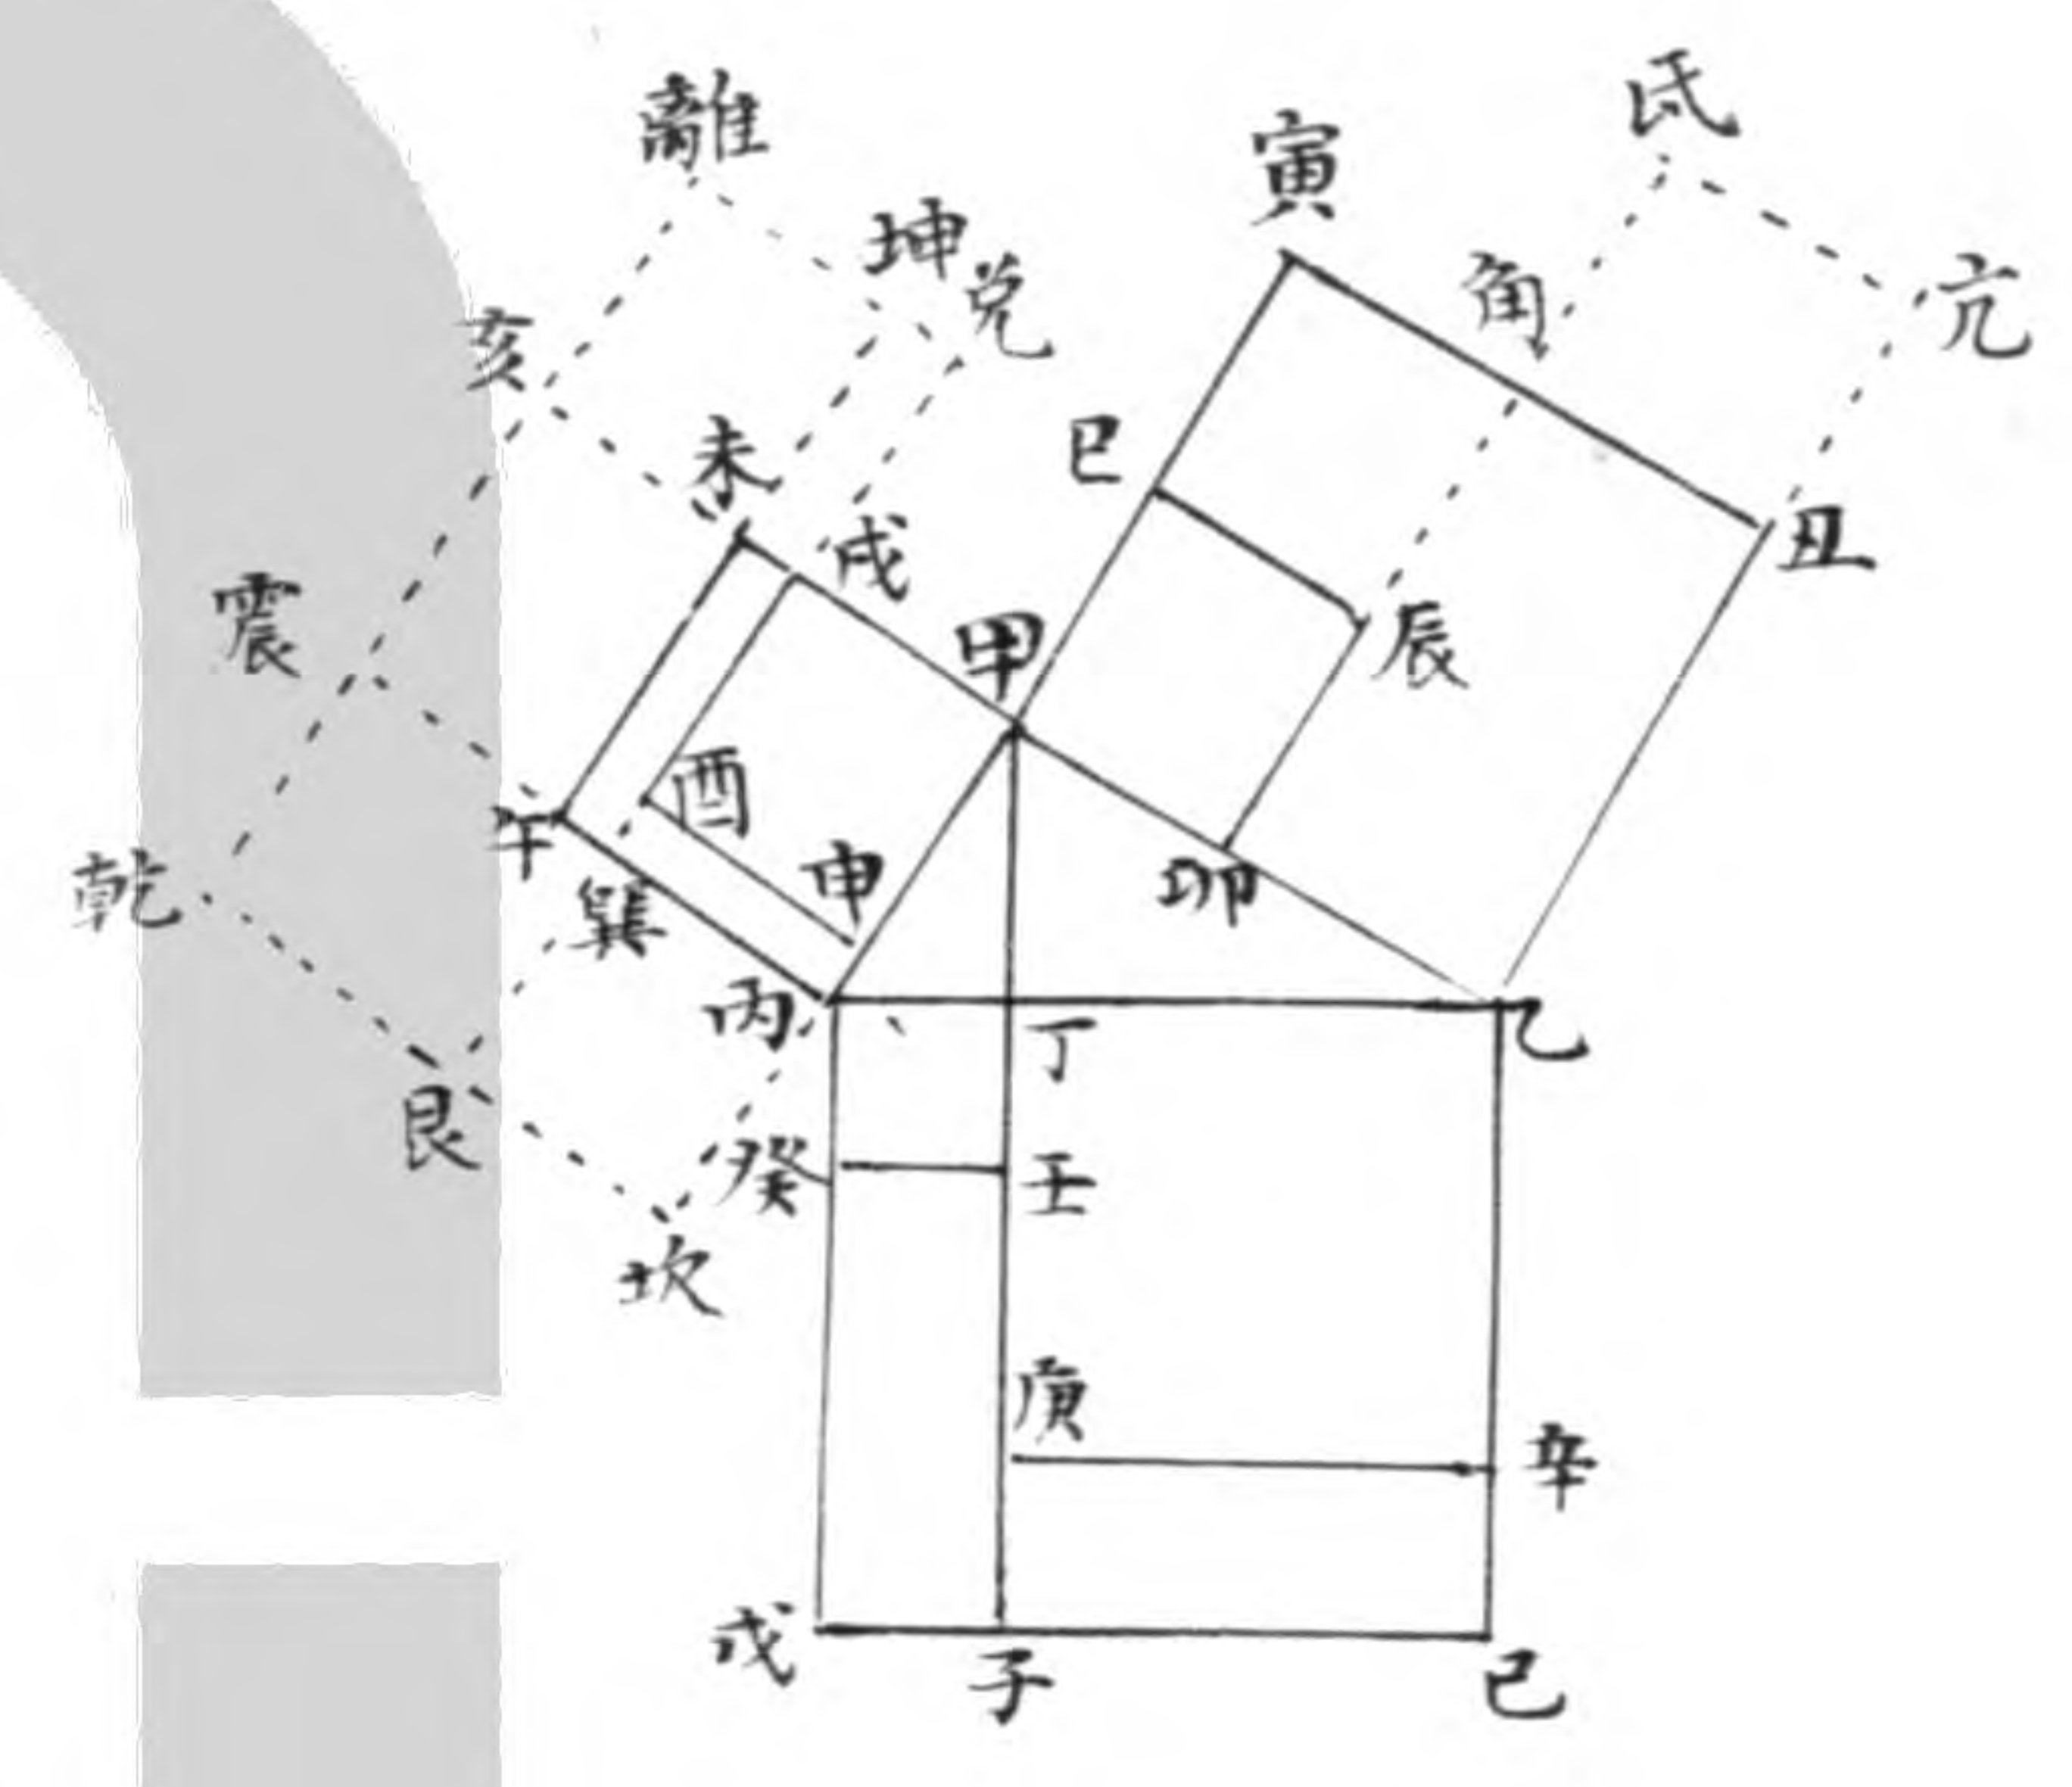 離
氐
寅
坤
兑
角
亢
亥
未
巳
戌
丑
震
甲
辰
酉
午
申
乾
卯
巽
丙
丁
乙
艮
癸
壬
坎
庚
辛
戊
子
己